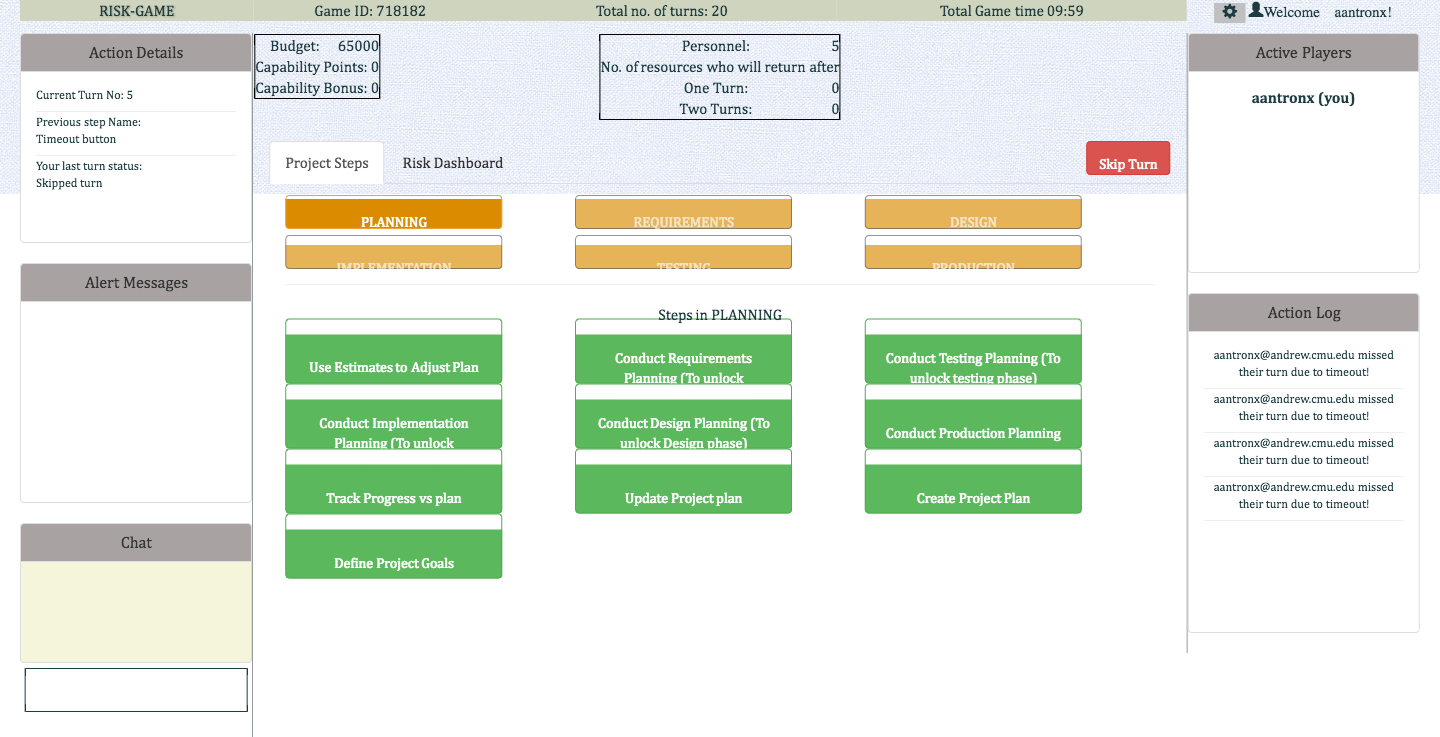 RISK-GAME
Game ID: 718182
Total no. of turns: 20
Total Game time 09:59
Welcome aantronx!
Action Details
Current Turn No: 5
Previous step Name:
Timeout button
Your last turn status:
Skipped turn
Alert Messages
Chat
Budget: 65000
Capability Points: 0
Capability Bonus: 0
Personnel: 5
No. of resources who will return after
One Turn: 0
Two Turns: 0
Project Steps
Risk Dashboard
Skip Turn
PLANNING
REQUIREMENTS
DESIGN
IMPLEMENTATION
TESTING
PRODUCTION
Steps in PLANNING
Use Estimates to Adjust Plan
Conduct Requirements
Planning (To unlock
Conduct Testing Planning (To
unlock testing phase)
Conduct Implementation
Planning (To unlock
Conduct Design Planning (To
unlock Design phase)
Conduct Production Planning
Track Progress vs plan
Update Project plan
Create Project Plan
Define Project Goals
Active Players
aantronx (you)
Action Log
aantronx@andrew.cmu.edu missed
their turn due to timeout!
aantronx@andrew.cmu.edu missed
their turn due to timeout!
aantronx@andrew.cmu.edu missed
their turn due to timeout!
aantronx@andrew.cmu.edu missed
their turn due to timeout!